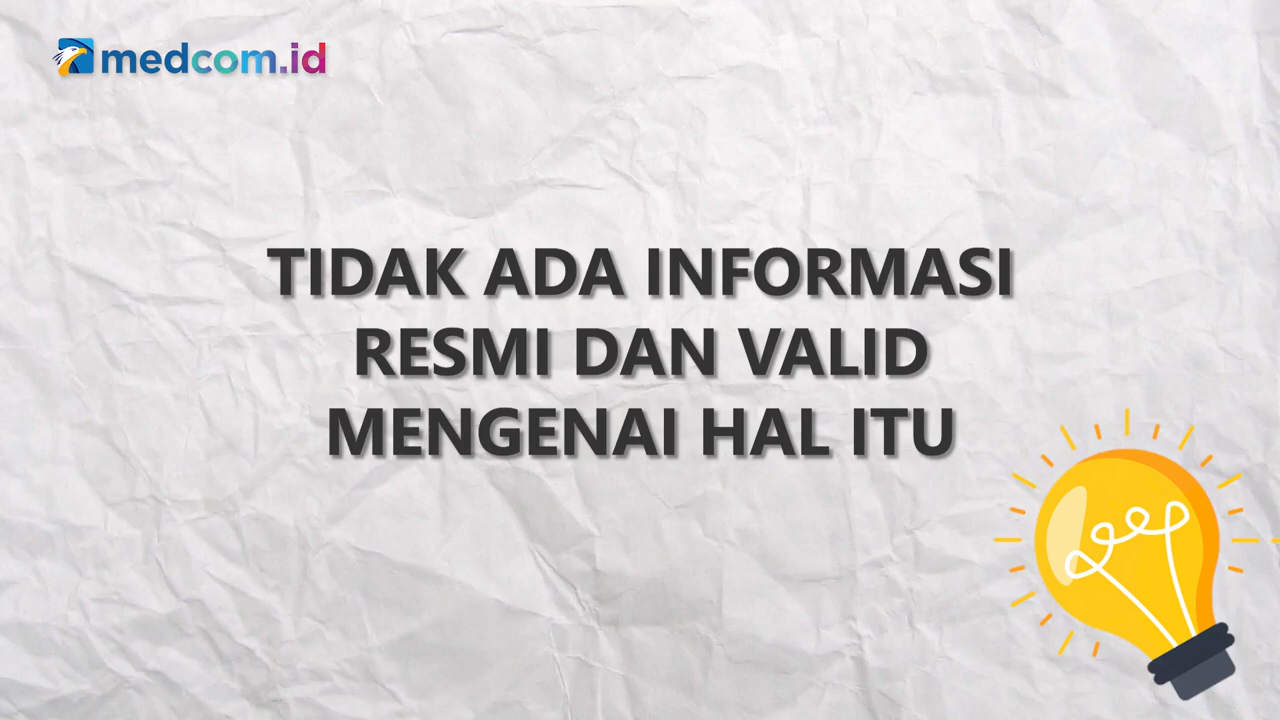 medcom.id
TIDAK ADA INFORMASI
RESMI DAN VALID
MENGENAI HAL ITU